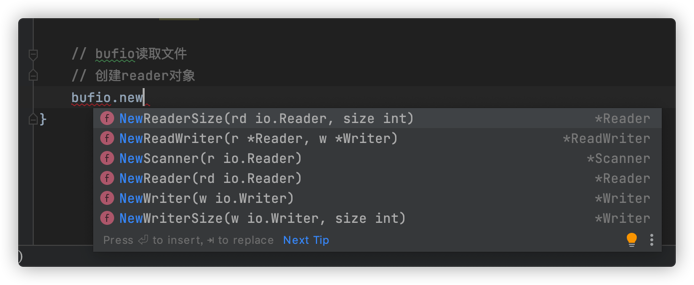 // bufio读取文件
// 创建reader对象
bufio.new
}
f NewReaderSize(rd io.Reader, size int) *Reader
f NewReadWriter(r *Reader, w *Writer) *ReadWriter
f NewScanner(r io.Reader) *Scanner
f NewReader(rd io.Reader) *Reader
f NewWriter(w io.Writer) *Writer
f NewWriterSize(w io.Writer, size int) *Writer
Press ⏎ to insert, ⇥ to replace Next Tip
)